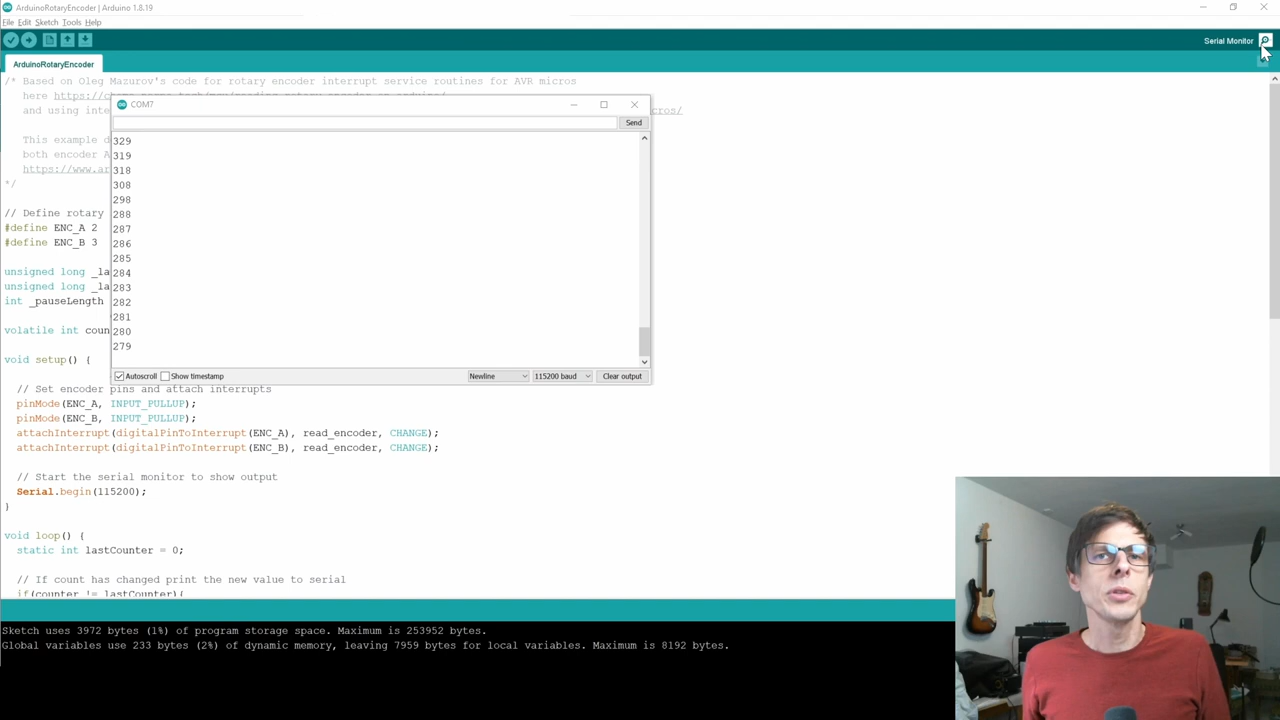 ArduinoRotaryEncoder | Arduino 1.8.19
File Edit Sketch Tools Help
Serial Monitor
ArduinoRotaryEncoder
/* Based on Oleg Mazurov's code for rotary encoder interrupt service routines for AVR micros
here
and using
This example
both encoder
*/
// Define rotary
#define ENC_A 2
#define ENC_B 3
unsigned long
unsigned long
int _pauseLength
volatile int
void setup() {
// Set encoder pins and attach interrupts
pinMode(ENC_A, INPUT_PULLUP);
pinMode(ENC_B, INPUT_PULLUP);
attachInterrupt(digitalPinToInterrupt(ENC_A), read_encoder, CHANGE);
attachInterrupt(digitalPinToInterrupt(ENC_B), read_encoder, CHANGE);
// Start the serial monitor to show output
Serial.begin(115200);
}
void loop() {
static int lastCounter = 0;
// If count has changed print the new value to serial
if(counter != lastCounter){
COM7
Send
329
319
318
308
298
288
287
286
285
284
283
282
281
280
279
Autoscroll Show timestamp Newline 115200 baud Clear output
Sketch uses 3972 bytes (1%) of program storage space. Maximum is 253952 bytes.
Global variables use 233 bytes (2%) of dynamic memory, leaving 7959 bytes for local variables. Maximum is 8192 bytes.